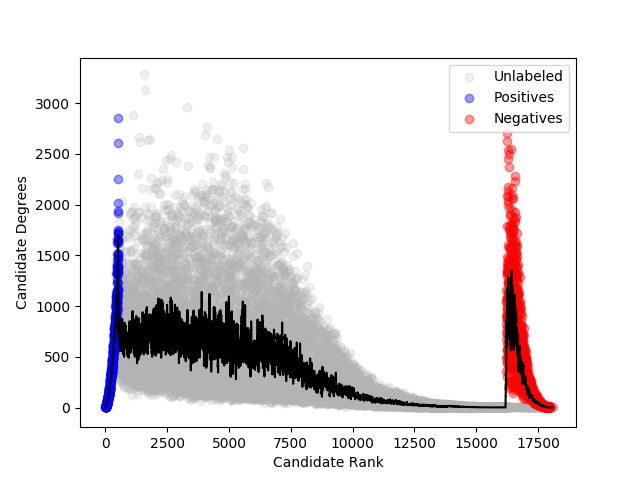 Unlabeled
Positives
Negatives
3000
2500
2000
1500
1000
500
0
Candidate Degrees
0 2500 5000 7500 10000 12500 15000 17500
Candidate Rank